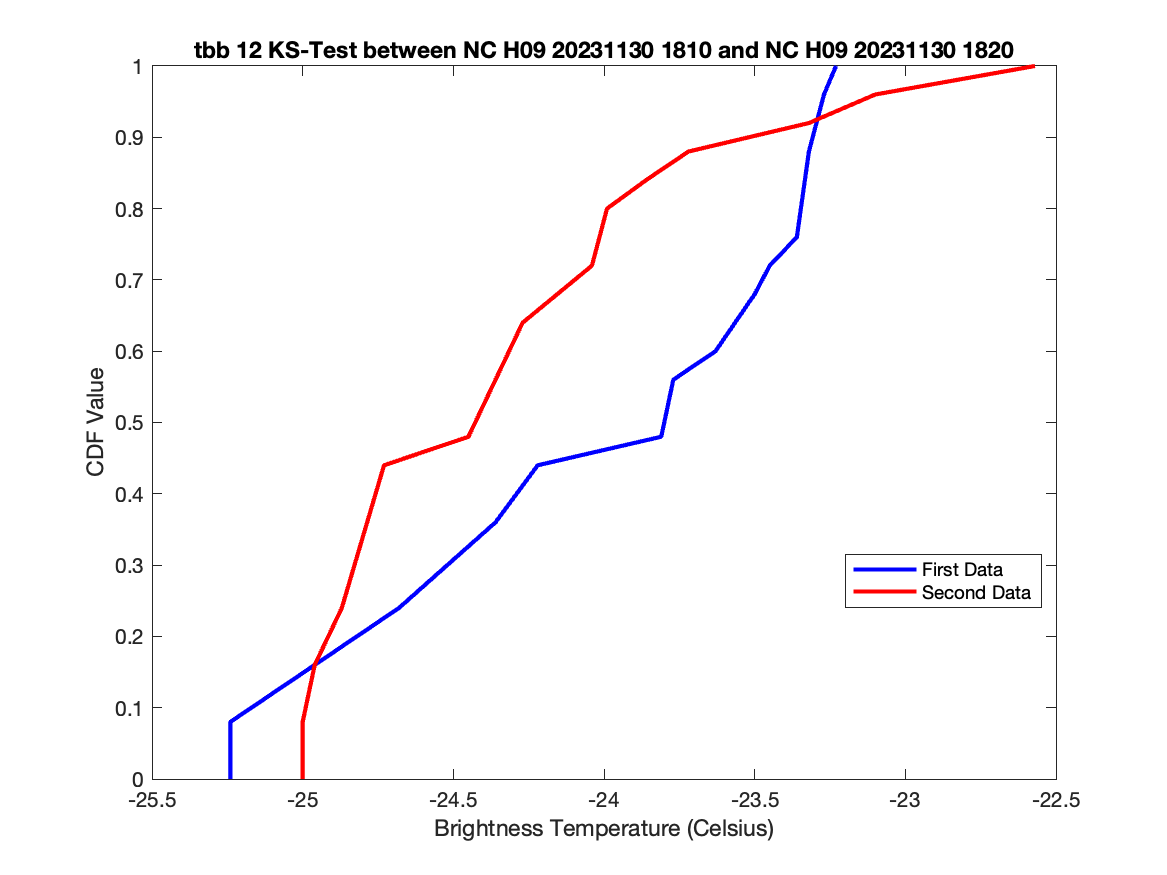 tbb 12 KS-Test between NC H09 20231130 1810 and NC H09 20231130 1820
1
0.9
0.8
0.7
0.6
0.5
0.4
0.3
0.2
0.1
0
CDF Value
First Data
Second Data
-25.5 -25 -24.5 -24 -23.5 -23 -22.5
Brightness Temperature (Celsius)